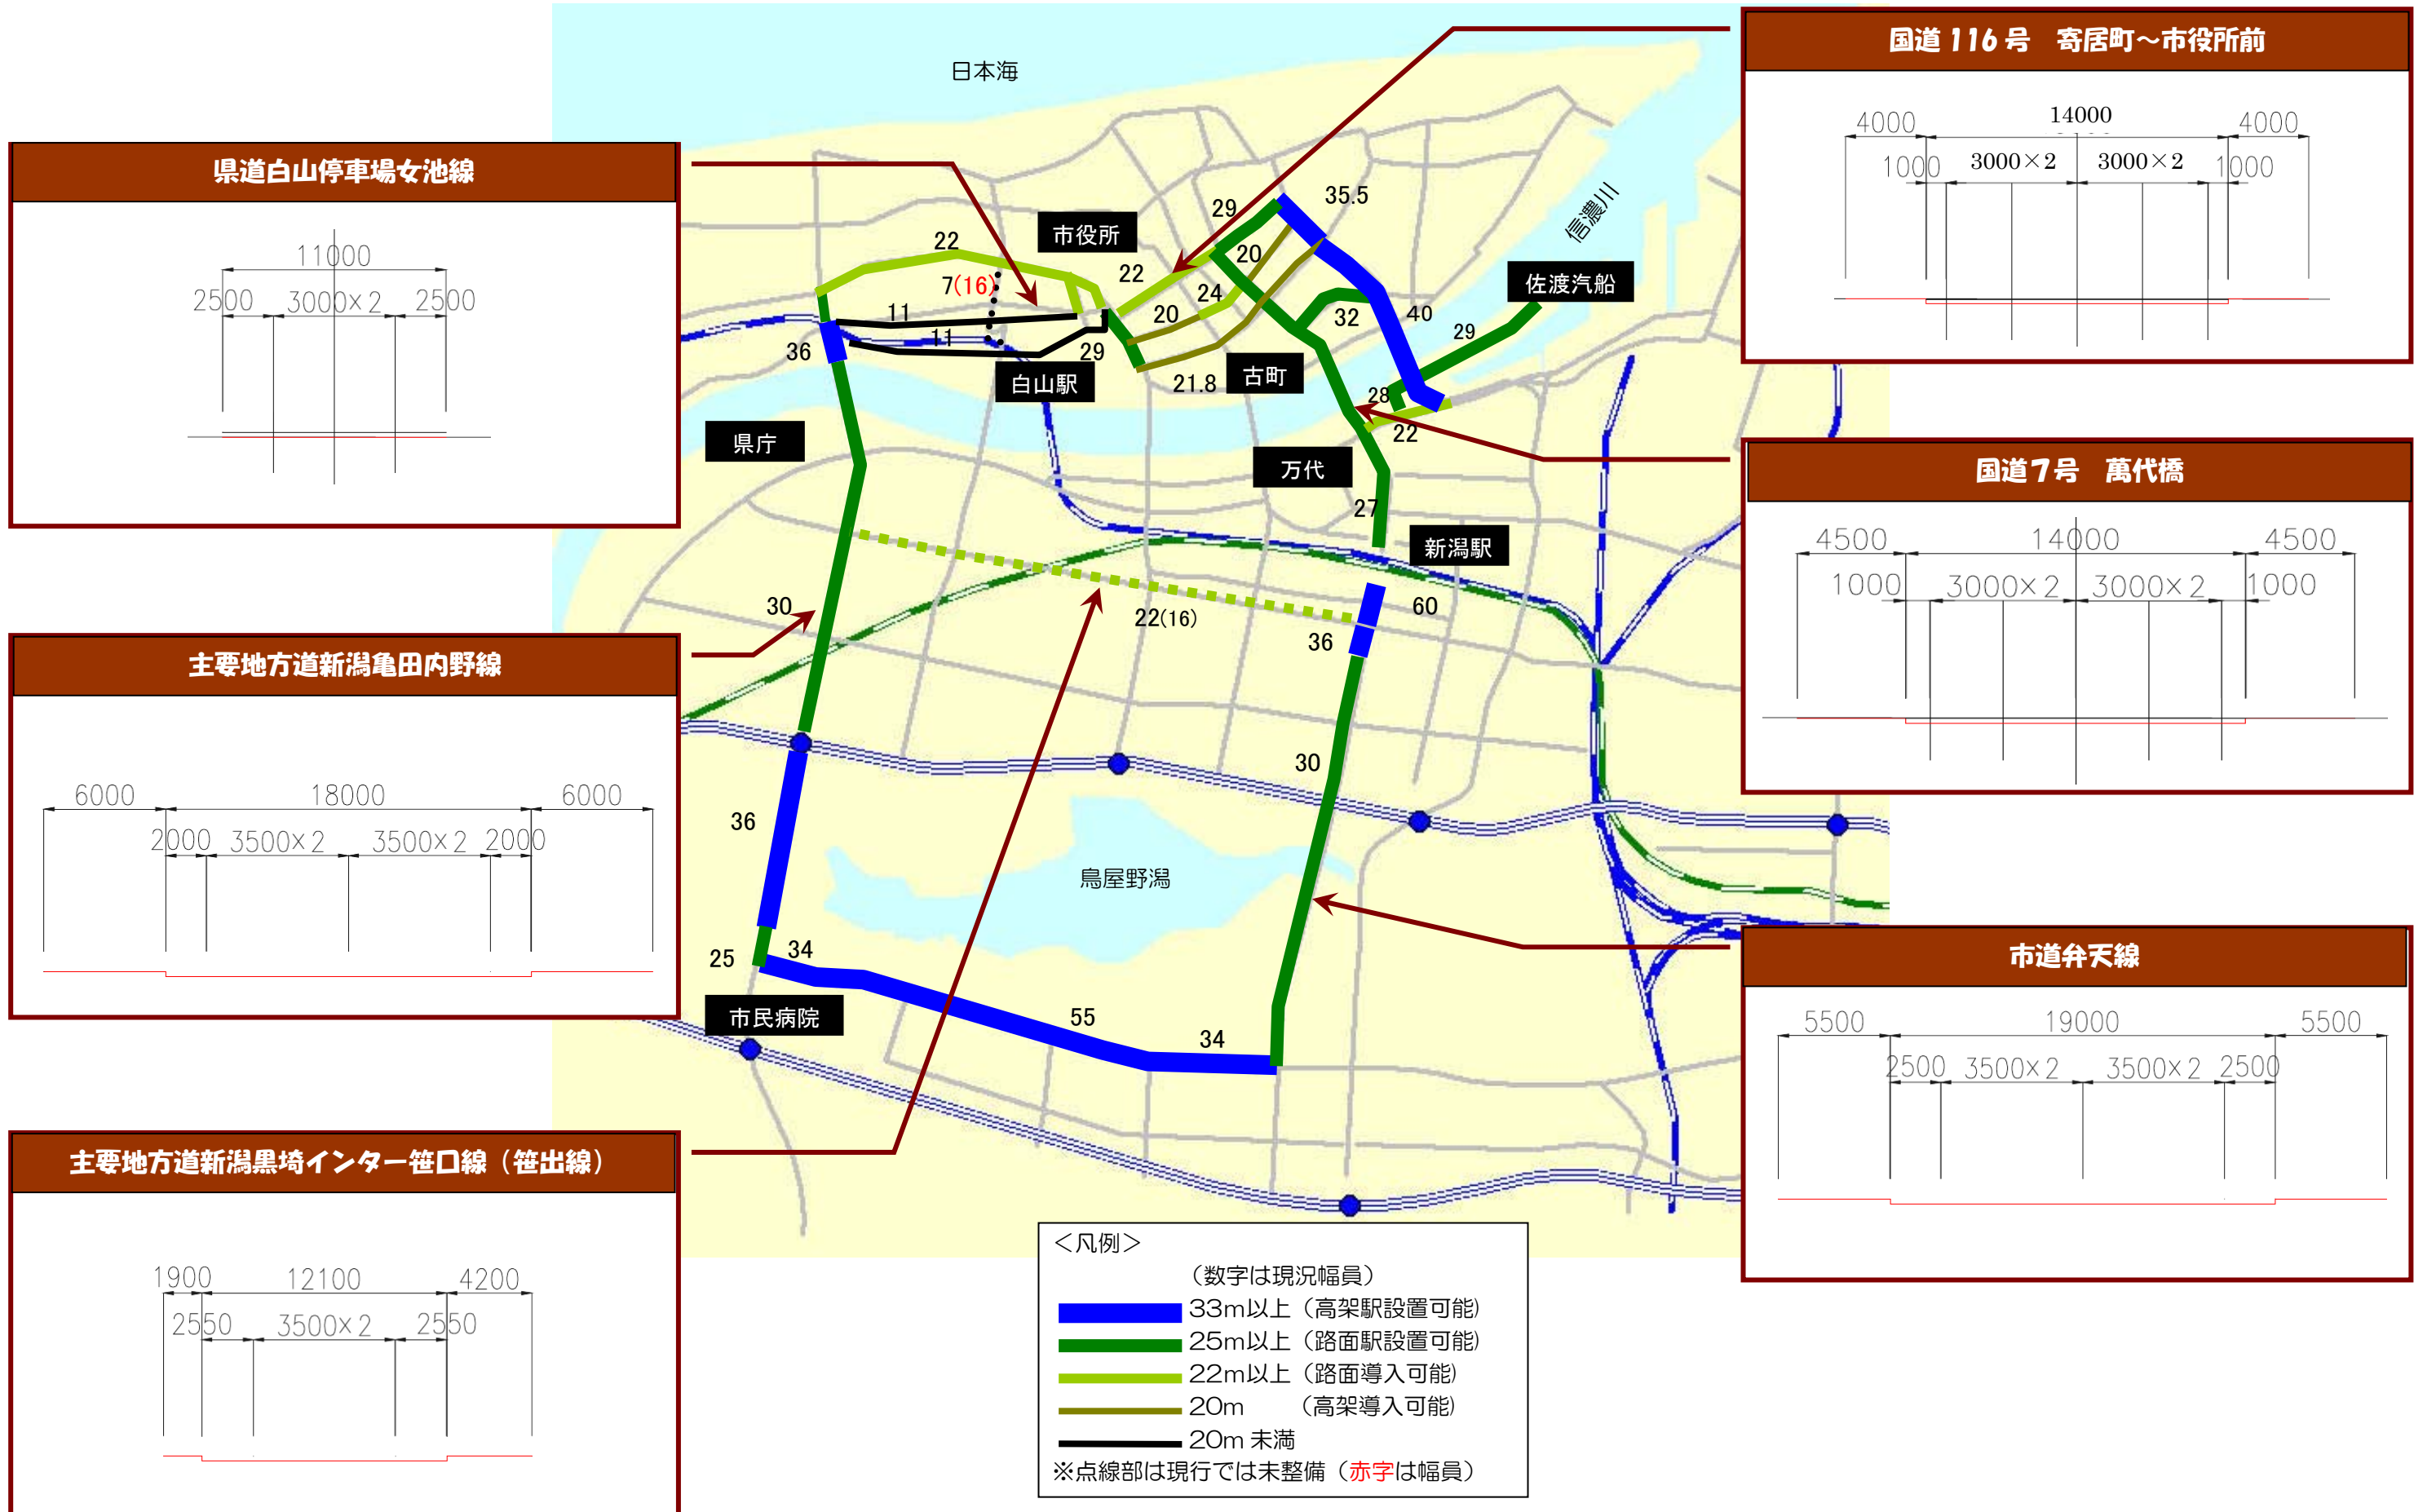 国道116号　寄居町～市役所前
14000
4000
4000
3000×2
3000×2
1000
1000
日本海
県道白山停車場女池線
11000
2500
3000×2
2500
35.5
29
信濃川
市役所
22
20
22
佐渡汽船
7(16)
24
11
20
32
40
29
11
36
29
白山駅
21.8
古町
28
22
県庁
万代
国道7号　萬代橋
4500
14000
4500
1000
3000×2
3000×2
1000
27
新潟駅
30
60
22(16)
36
主要地方道新潟亀田内野線
6000
18000
6000
2000
3500×2
3500×2
2000
30
36
鳥屋野潟
25
34
市民病院
55
34
市道弁天線
5500
19000
5500
2500
3500×2
3500×2
2500
主要地方道新潟黒埼インター笹口線（笹出線）
1900
12100
4200
2550
3500×2
2550
＜凡例＞
（数字は現況幅員）
33m以上（高架駅設置可能）
25m以上（路面駅設置可能）
22m以上（路面導入可能）
20m　　（高架導入可能）
20m 未満
※点線部は現行では未整備（赤字は幅員）